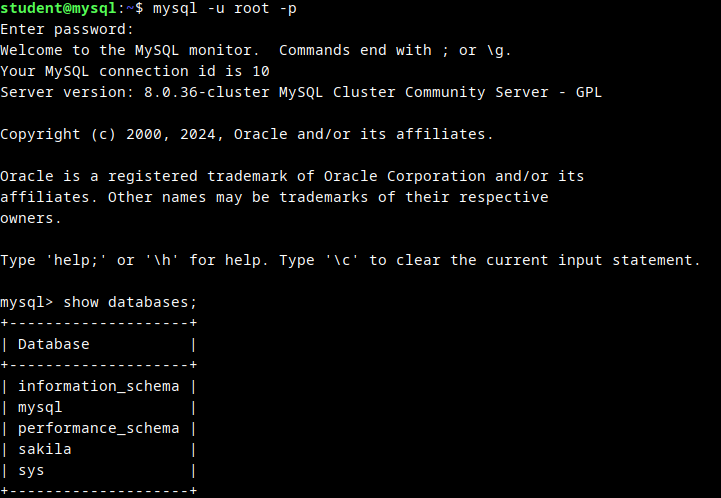 student@mysql:~$ mysql -u root -p
Enter password:
Welcome to the MySQL monitor.  Commands end with ; or \g.
Your MySQL connection id is 10
Server version: 8.0.36-cluster MySQL Cluster Community Server - GPL
Copyright (c) 2000, 2024, Oracle and/or its affiliates.
Oracle is a registered trademark of Oracle Corporation and/or its
affiliates. Other names may be trademarks of their respective
owners.
Type 'help;' or '\h' for help. Type '\c' to clear the current input statement.
mysql> show databases;
+--------------------+
| Database           |
+--------------------+
| information_schema |
| mysql              |
| performance_schema |
| sakila             |
| sys                |
+--------------------+